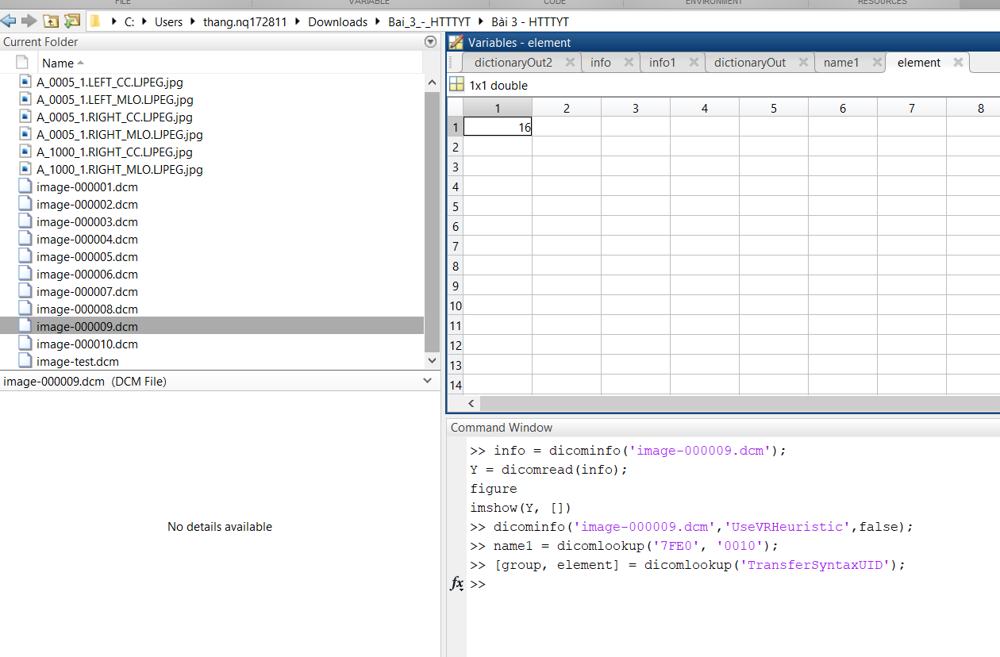 FILE VARIABLE CODE ENVIRONMENT RESOURCES
C: Users thang.nq172811 Downloads Bai_3_-_HTTTYT Bài 3 - HTTTYT
Current Folder
Name
A_0005_1.LEFT_CC.LJPEG.jpg
A_0005_1.LEFT_MLO.LJPEG.jpg
A_0005_1.RIGHT_CC.LJPEG.jpg
A_0005_1.RIGHT_MLO.LJPEG.jpg
A_1000_1.RIGHT_CC.LJPEG.jpg
A_1000_1.RIGHT_MLO.LJPEG.jpg
image-000001.dcm
image-000002.dcm
image-000003.dcm
image-000004.dcm
image-000005.dcm
image-000006.dcm
image-000007.dcm
image-000008.dcm
image-000009.dcm
image-000010.dcm
image-test.dcm
image-000009.dcm (DCM File)
No details available
Variables - element
dictionaryOut2 info info1 dictionaryOut name1 element
1x1 double
1 2 3 4 5 6 7 8
1 16
2
3
4
5
6
7
8
9
10
11
12
13
14
Command Window
>> info = dicominfo('image-000009.dcm');
Y = dicomread(info);
figure
imshow(Y, [])
>> dicominfo('image-000009.dcm','UseVRHeuristic',false);
>> name1 = dicomlookup('7FE0', '0010');
>> [group, element] = dicomlookup('TransferSyntaxUID');
fx >>